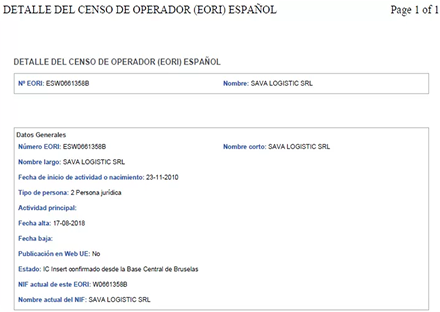 DETALLE DEL CENSO DE OPERADOR (EORI) ESPAÑOL Page 1 of 1
DETALLE DEL CENSO DE OPERADOR (EORI) ESPAÑOL
Nº EORI: ESW0661358B Nombre: SAVA LOGISTIC SRL
Datos Generales
Número EORI: ESW0661358B Nombre corto: SAVA LOGISTIC SRL
Nombre largo: SAVA LOGISTIC SRL
Fecha de inicio de actividad o nacimiento: 23-11-2010
Tipo de persona: 2 Persona jurídica
Actividad principal:
Fecha alta: 17-08-2018
Fecha baja:
Publicación en Web UE: No
Estado: IC Insert confirmado desde la Base Central de Bruselas
NIF actual de este EORI: W0661358B
Nombre actual del NIF: SAVA LOGISTIC SRL